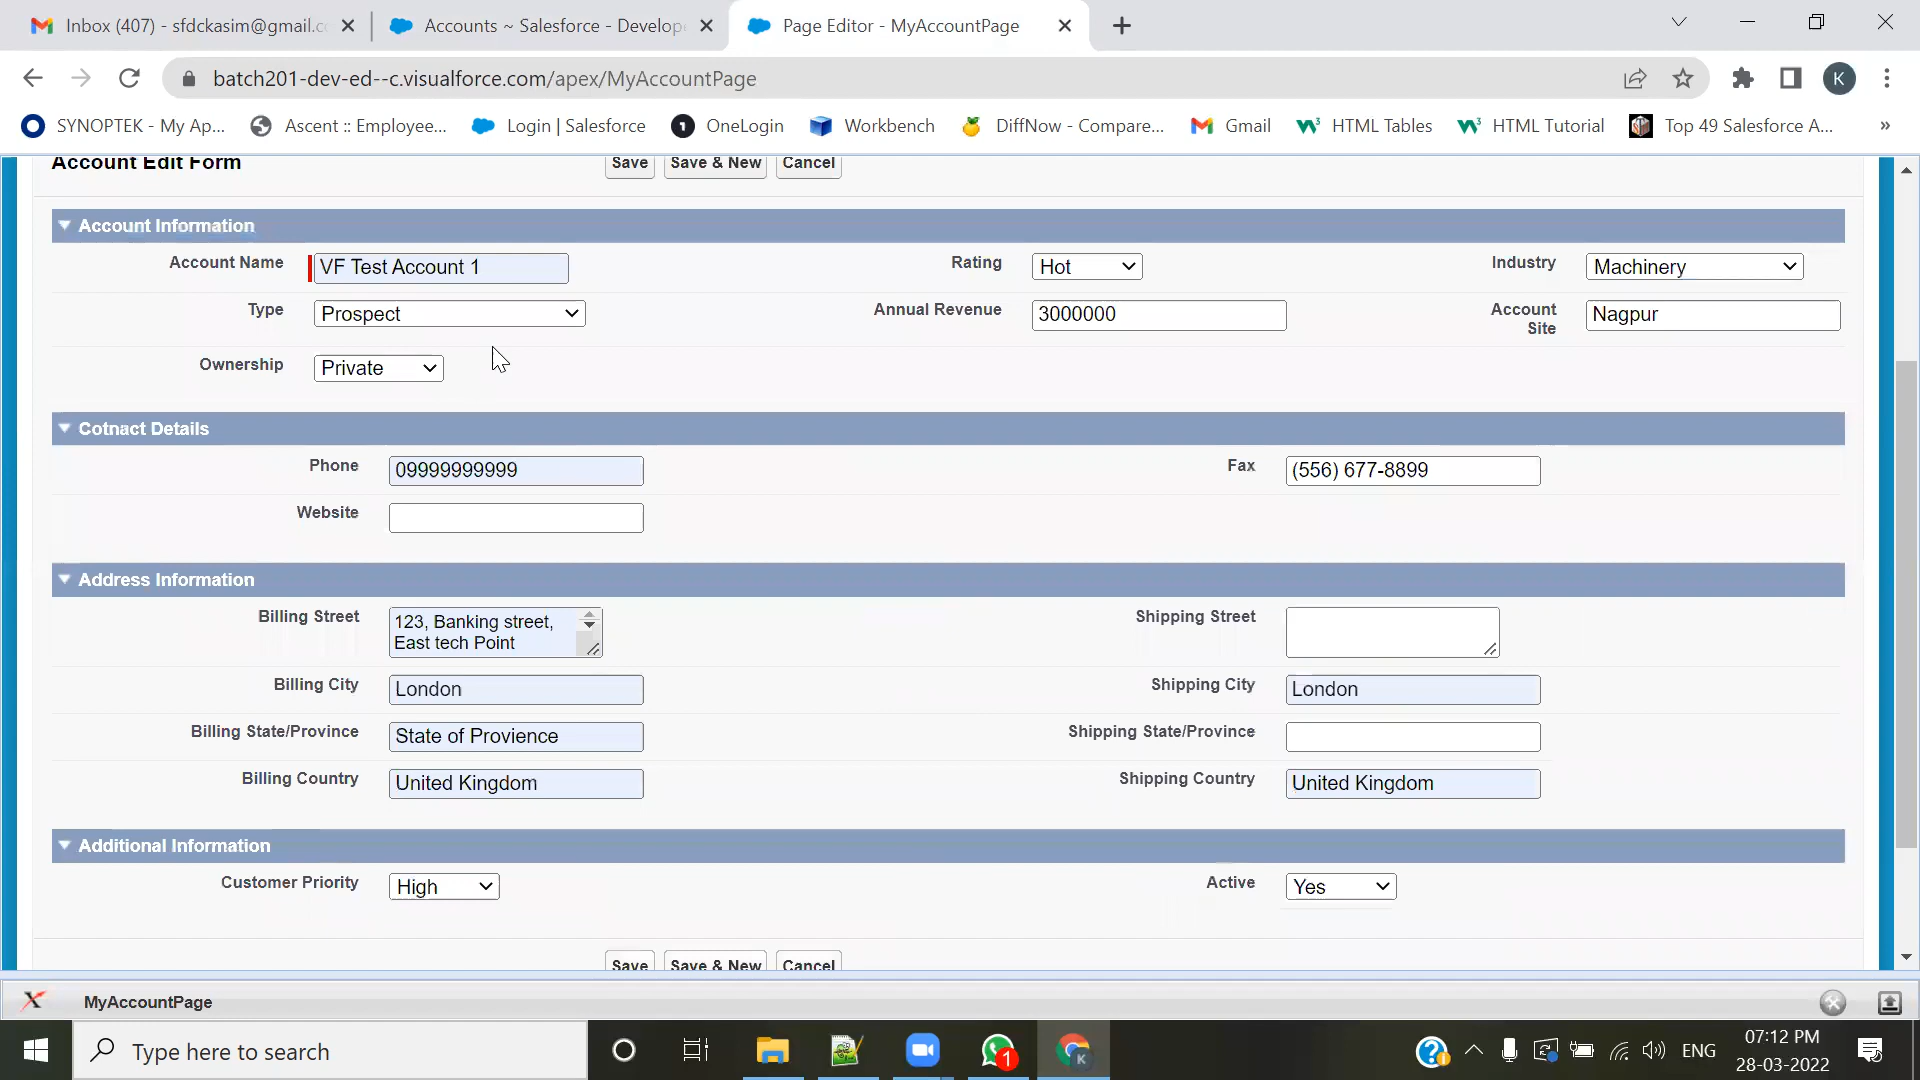 Inbox (407) - sfdckasim@gmail.c
Accounts ~ Salesforce - Develop
Page Editor - MyAccountPage
batch201-dev-ed--c.visualforce.com/apex/MyAccountPage
K
SYNOPTEK - My Ap...
Ascent :: Employee...
Login | Salesforce
OneLogin
Workbench
DiffNow - Compare...
Gmail
HTML Tables
HTML Tutorial
Top 49 Salesforce A...
»
Account Edit Form
Save
Save & New
Cancel
Account Information
Account Name
VF Test Account 1
Rating
Hot
Industry
Machinery
Type
Prospect
Annual Revenue
3000000
Account
Site
Nagpur
Ownership
Private
Cotnact Details
Phone
09999999999
Fax
(556) 677-8899
Website
Address Information
Billing Street
123, Banking street,
East tech Point
Shipping Street
Billing City
London
Shipping City
London
Billing State/Province
State of Provience
Shipping State/Province
Billing Country
United Kingdom
Shipping Country
United Kingdom
Additional Information
Customer Priority
High
Active
Yes
Save
Save & New
Cancel
MyAccountPage
Type here to search
1
K
ENG
07:12 PM
28-03-2022